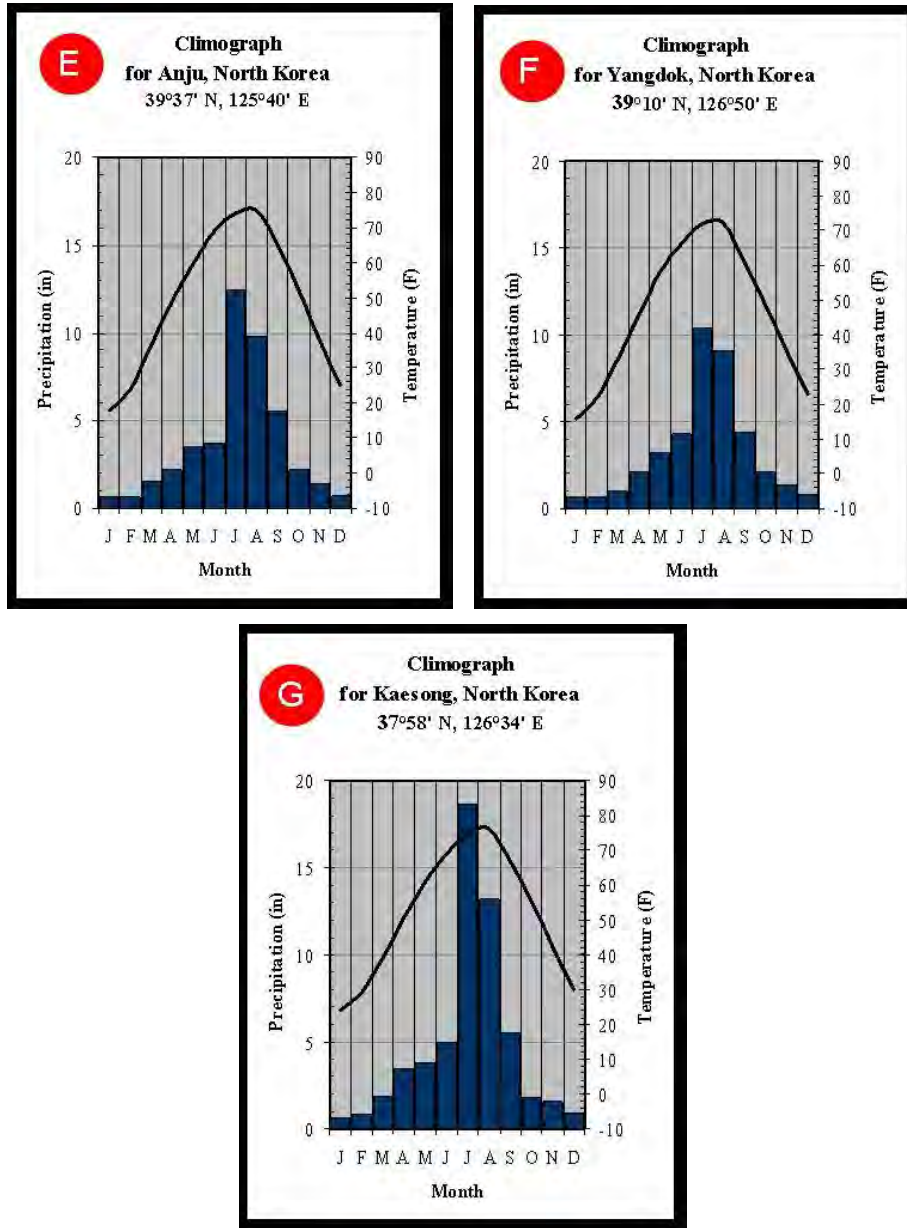 E
Climograph
for Anju, North Korea
39°37' N, 125°40' E
20
15
10
5
0
Precipitation (in)
90
80
70
60
50
40
30
20
10
0
-10
Temperature (F)
J F M A M J J A S O N D
Month
F
Climograph
for Yangdok, North Korea
39°10' N, 126°50' E
20
15
10
5
0
Precipitation (in)
90
80
70
60
50
40
30
20
10
0
-10
Temperature (F)
J F M A M J J A S O N D
Month
G
Climograph
for Kaesong, North Korea
37°58' N, 126°34' E
20
15
10
5
0
Precipitation (in)
90
80
70
60
50
40
30
20
10
0
-10
Temperature (F)
J F M A M J J A S O N D
Month